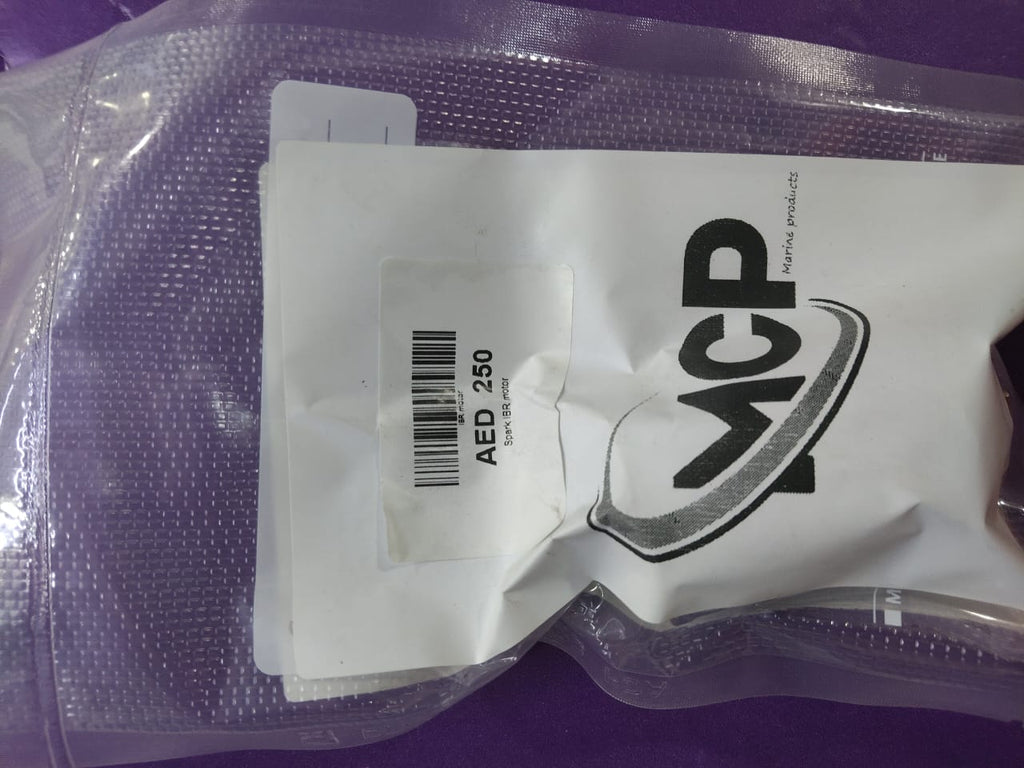 MCP
Marine products
IBR motor
AED 250
Spark IBR motor